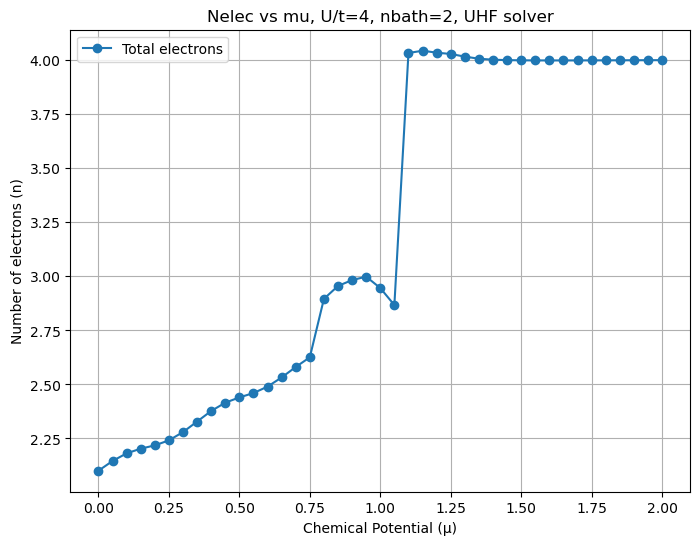 Nelec vs mu, U/t=4, nbath=2, UHF solver
Total electrons
Number of electrons (n)
4.00
3.75
3.50
3.25
3.00
2.75
2.50
2.25
0.00 0.25 0.50 0.75 1.00 1.25 1.50 1.75 2.00
Chemical Potential (μ)